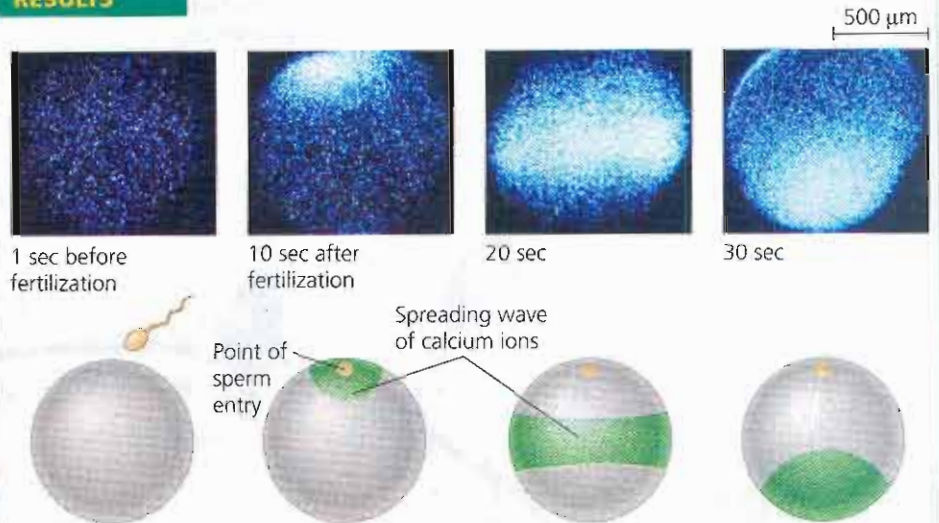 RESULTS
500 µm
1 sec before
fertilization
10 sec after
fertilization
20 sec
30 sec
Spreading wave
of calcium ions
Point of
sperm
entry